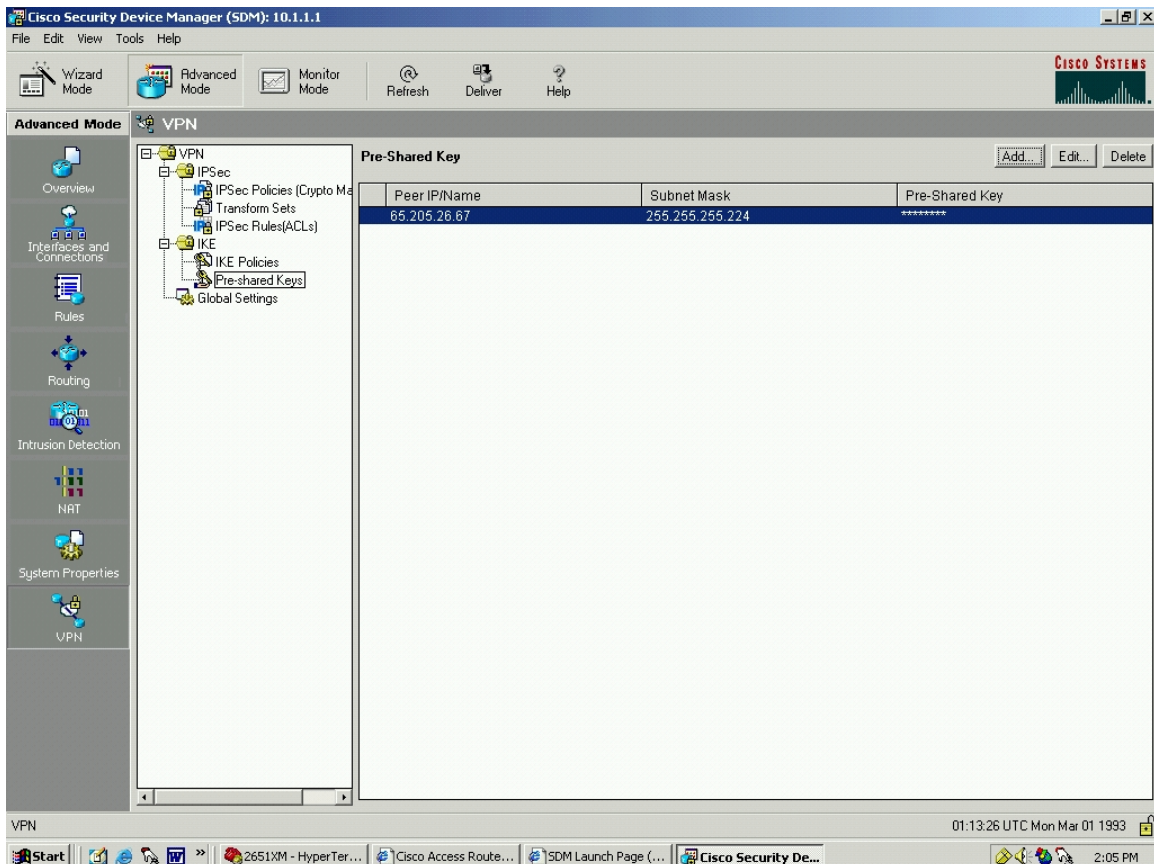 Cisco Security Device Manager (SDM): 10.1.1.1
File Edit View Tools Help
Wizard Mode
Advanced Mode
Monitor Mode
Refresh
Deliver
Help
CISCO SYSTEMS
Advanced Mode
VPN
Overview
Interfaces and Connections
Rules
Routing
Intrusion Detection
NAT
System Properties
VPN
VPN
IPSec
IPSec Policies (Crypto Ma
Transform Sets
IPSec Rules(ACLs)
IKE
IKE Policies
Pre-shared Keys
Global Settings
Pre-Shared Key
Add... Edit... Delete
Peer IP/Name Subnet Mask Pre-Shared Key
65.205.26.67 255.255.255.224 ********
VPN
01:13:26 UTC Mon Mar 01 1993
Start
2651XM - HyperTer...
Cisco Access Route...
SDM Launch Page (...
Cisco Security De...
2:05 PM